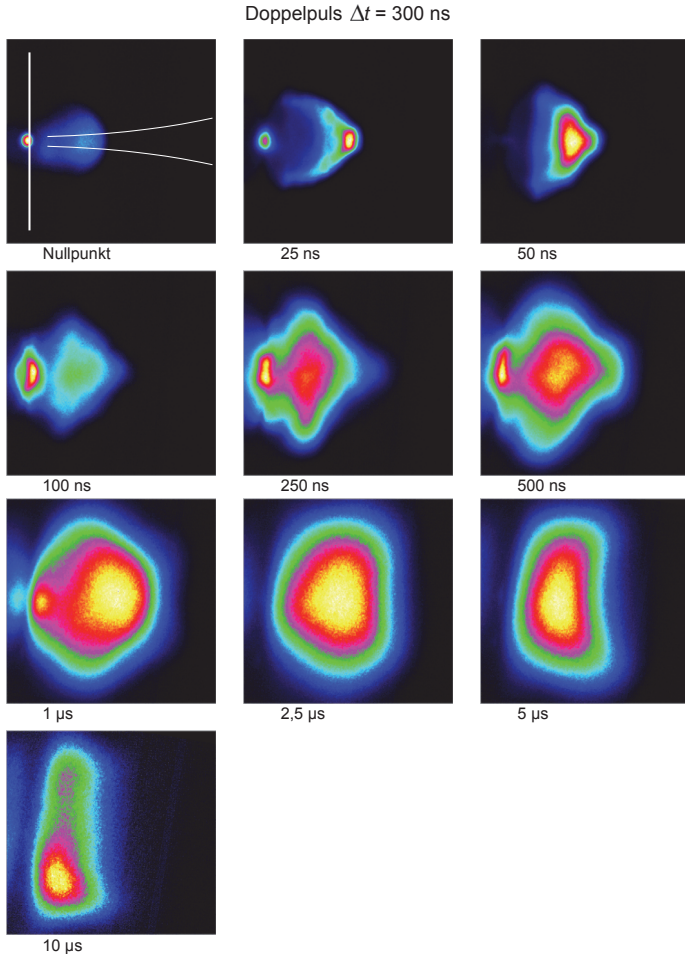 Doppelpuls Δt = 300 ns
Nullpunkt
25 ns
50 ns
100 ns
250 ns
500 ns
1 µs
2,5 µs
5 µs
10 µs